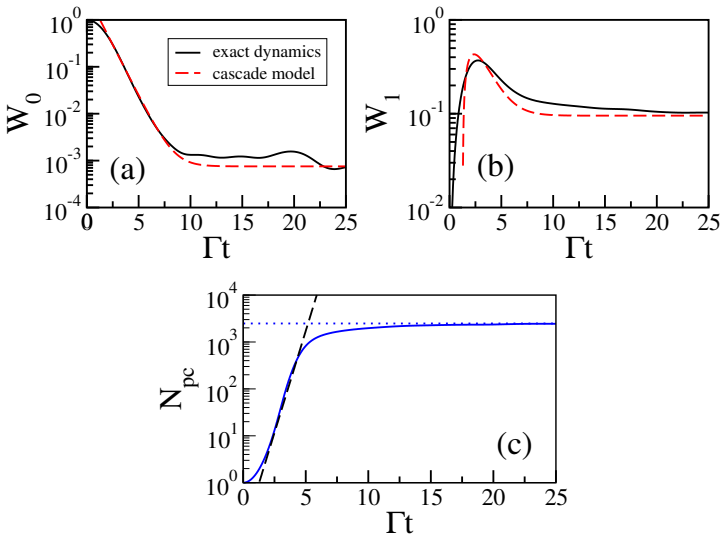 10^0
10^-1
10^-2
10^-3
10^-4
W_0
exact dynamics
cascade model
(a)
0 5 10 15 20 25
0
Γt
10^0
10^-1
10^-2
W_1
(b)
0 5 10 15 20 25
Γt
10^4
10^3
10^2
10^1
10^0
N_pc
(c)
0 5 10 15 20 25
Γt